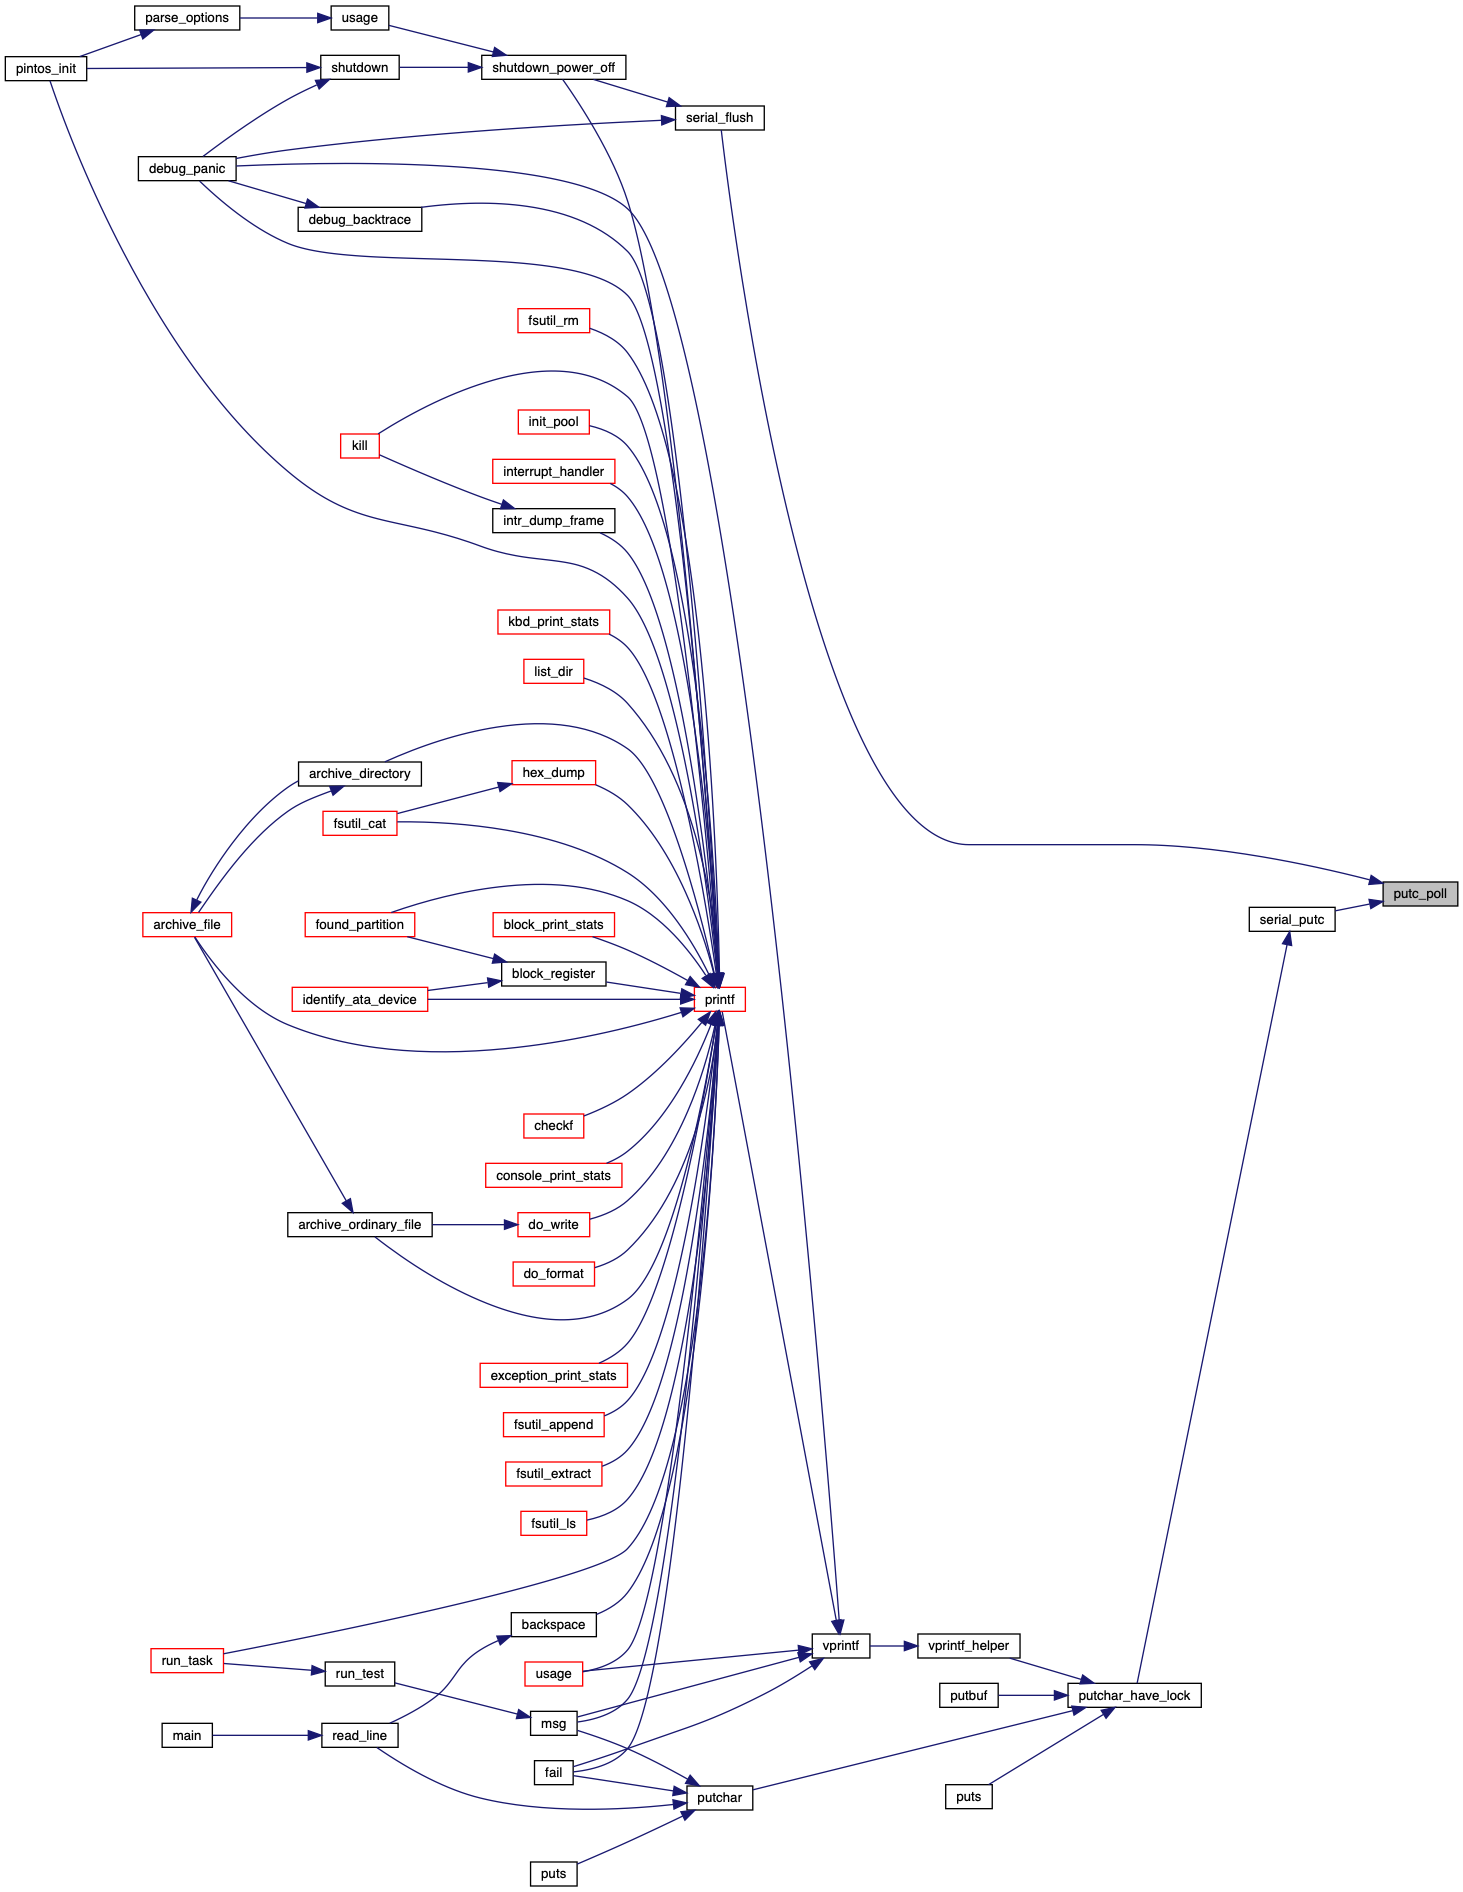 parse_options
usage
pintos_init
shutdown
shutdown_power_off
serial_flush
debug_panic
debug_backtrace
fsutil_rm
init_pool
kill
interrupt_handler
intr_dump_frame
kbd_print_stats
list_dir
archive_directory
hex_dump
fsutil_cat
putc_poll
archive_file
found_partition
block_print_stats
serial_putc
block_register
identify_ata_device
printf
checkf
console_print_stats
archive_ordinary_file
do_write
do_format
exception_print_stats
fsutil_append
fsutil_extract
fsutil_ls
backspace
vprintf
vprintf_helper
run_task
run_test
usage
putbuf
putchar_have_lock
msg
main
read_line
fail
putchar
puts
puts